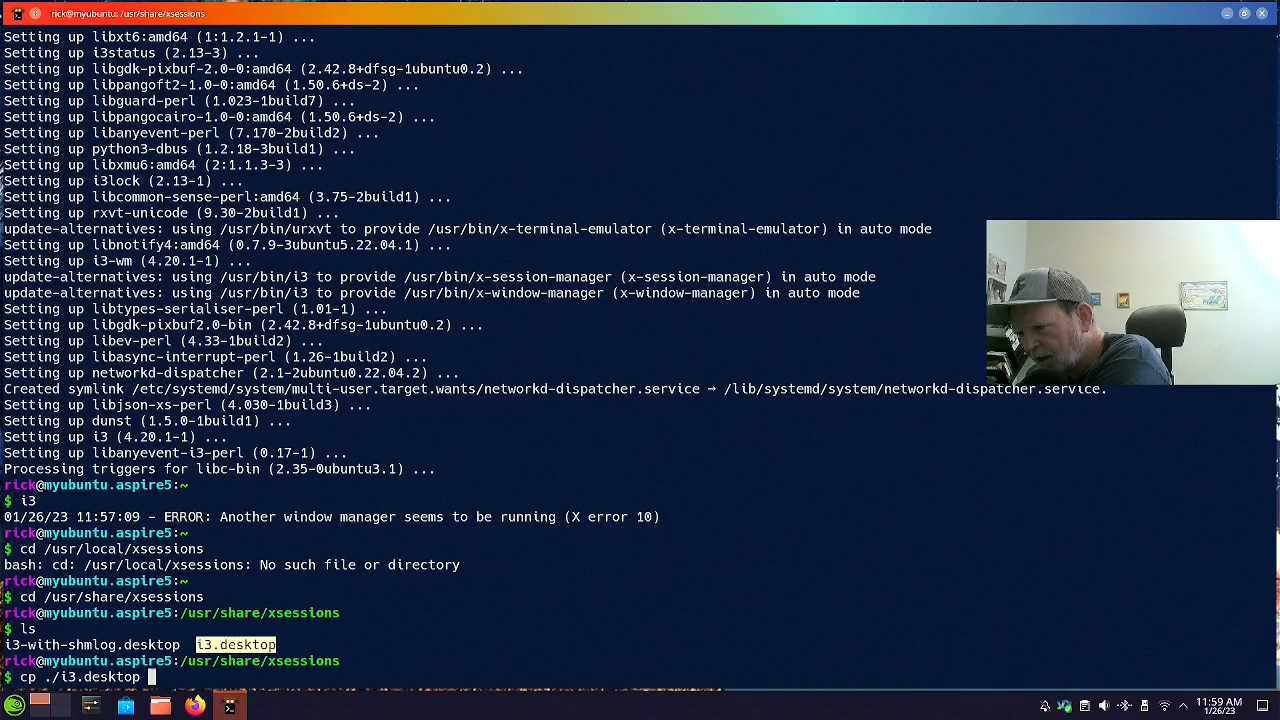 rick@myubuntu: /usr/share/xsessions
Setting up libxt6:amd64 (1:1.2.1-1) ...
Setting up i3status (2.13-3) ...
Setting up libgdk-pixbuf-2.0-0:amd64 (2.42.8+dfsg-1ubuntu0.2) ...
Setting up libpangoft2-1.0-0:amd64 (1.50.6+ds-2) ...
Setting up libguard-perl (1.023-1build7) ...
Setting up libpangocairo-1.0-0:amd64 (1.50.6+ds-2) ...
Setting up libanyevent-perl (7.170-2build2) ...
Setting up python3-dbus (1.2.18-3build1) ...
Setting up libxmu6:amd64 (2:1.1.3-3) ...
Setting up i3lock (2.13-1) ...
Setting up libcommon-sense-perl:amd64 (3.75-2build1) ...
Setting up rxvt-unicode (9.30-2build1) ...
update-alternatives: using /usr/bin/urxvt to provide /usr/bin/x-terminal-emulator (x-terminal-emulator) in auto mode
Setting up libnotify4:amd64 (0.7.9-3ubuntu5.22.04.1) ...
Setting up i3-wm (4.20.1-1) ...
update-alternatives: using /usr/bin/i3 to provide /usr/bin/x-session-manager (x-session-manager) in auto mode
update-alternatives: using /usr/bin/i3 to provide /usr/bin/x-window-manager (x-window-manager) in auto mode
Setting up libtypes-serialiser-perl (1.01-1) ...
Setting up libgdk-pixbuf2.0-bin (2.42.8+dfsg-1ubuntu0.2) ...
Setting up libev-perl (4.33-1build2) ...
Setting up libasync-interrupt-perl (1.26-1build2) ...
Setting up networkd-dispatcher (2.1-2ubuntu0.22.04.2) ...
Created symlink /etc/systemd/system/multi-user.target.wants/networkd-dispatcher.service → /lib/systemd/system/networkd-dispatcher.service.
Setting up libjson-xs-perl (4.030-1build3) ...
Setting up dunst (1.5.0-1build1) ...
Setting up i3 (4.20.1-1) ...
Setting up libanyevent-i3-perl (0.17-1) ...
Processing triggers for libc-bin (2.35-0ubuntu3.1) ...
rick@myubuntu.aspire5:~
$ i3
01/26/23 11:57:09 - ERROR: Another window manager seems to be running (X error 10)
rick@myubuntu.aspire5:~
$ cd /usr/local/xsessions
bash: cd: /usr/local/xsessions: No such file or directory
rick@myubuntu.aspire5:~
$ cd /usr/share/xsessions
rick@myubuntu.aspire5:/usr/share/xsessions
$ ls
i3-with-shmlog.desktop i3.desktop
rick@myubuntu.aspire5:/usr/share/xsessions
$ cp ./i3.desktop
11:59 AM
1/26/23